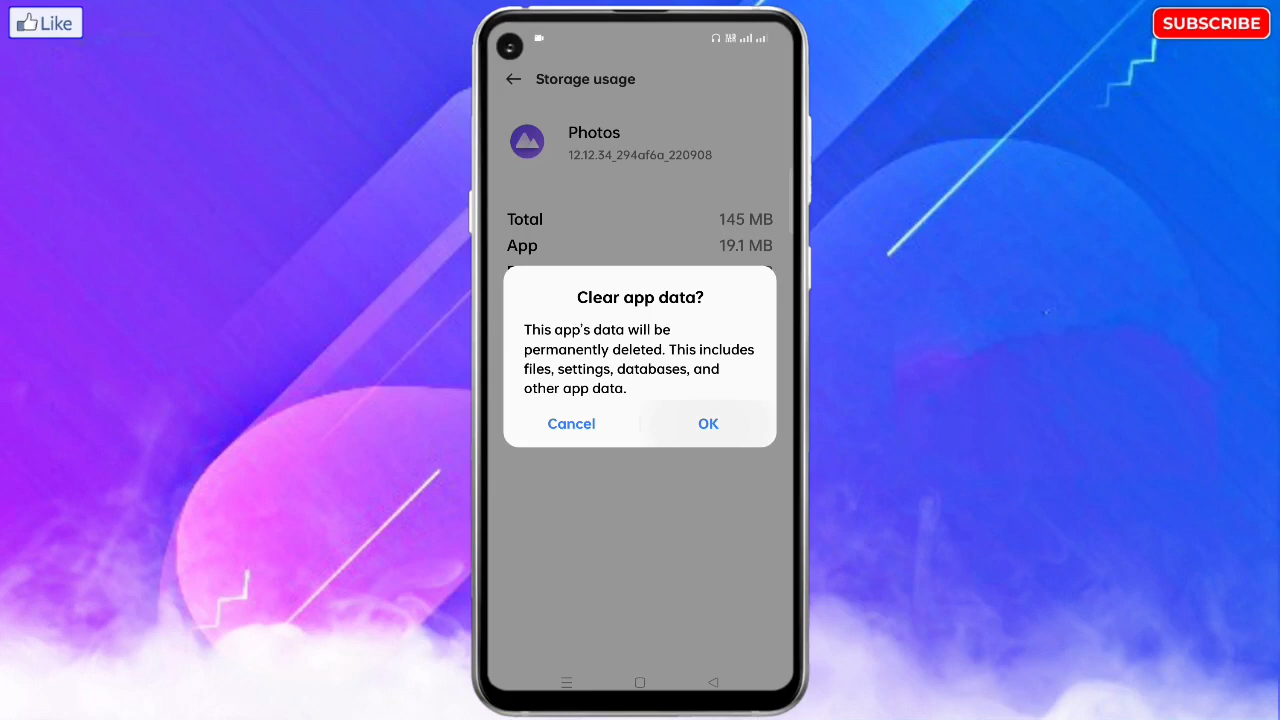 Like
SUBSCRIBE
Storage usage
Photos
12.12.34_294af6a_220908
Total 145 MB
App 19.1 MB
Clear app data?
This app's data will be
permanently deleted. This includes
files, settings, databases, and
other app data.
Cancel OK